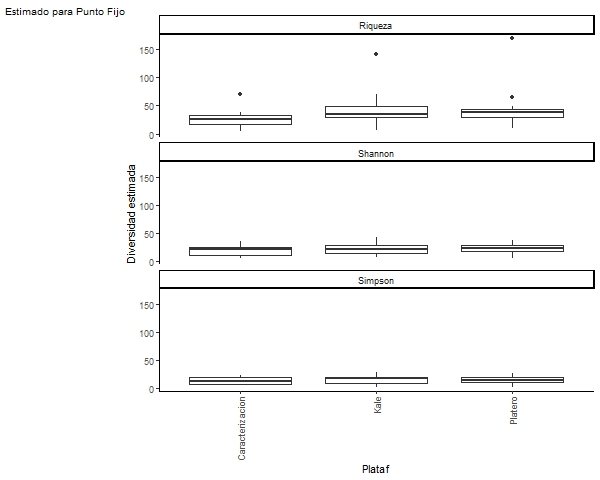 Estimado para Punto Fijo
Riqueza
150
100
50
0
Shannon
150
100
50
0
Simpson
150
100
50
0
Diversidad estimada
Caracterizacion
Kale
Platero
Plataf